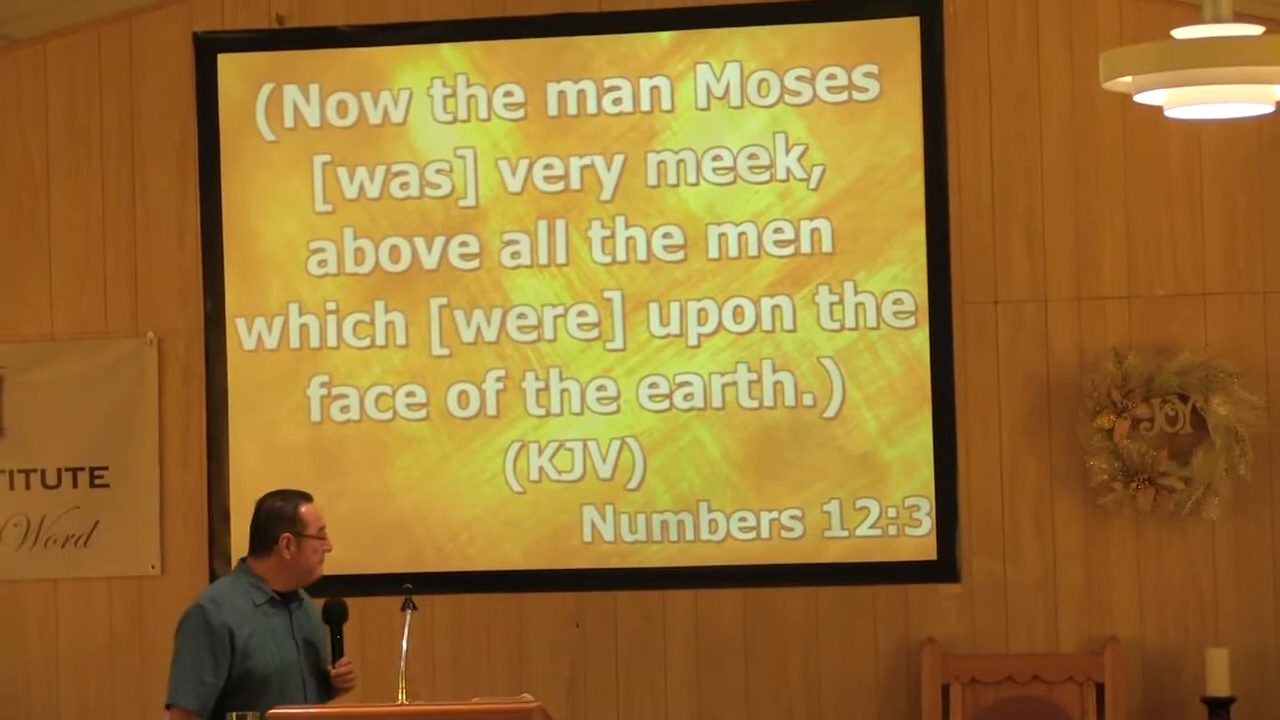 (Now the man Moses
[was] very meek,
above all the men
which [were] upon the
face of the earth.)
(KJV)
Numbers 12:3
TITUTE
Word
JOY